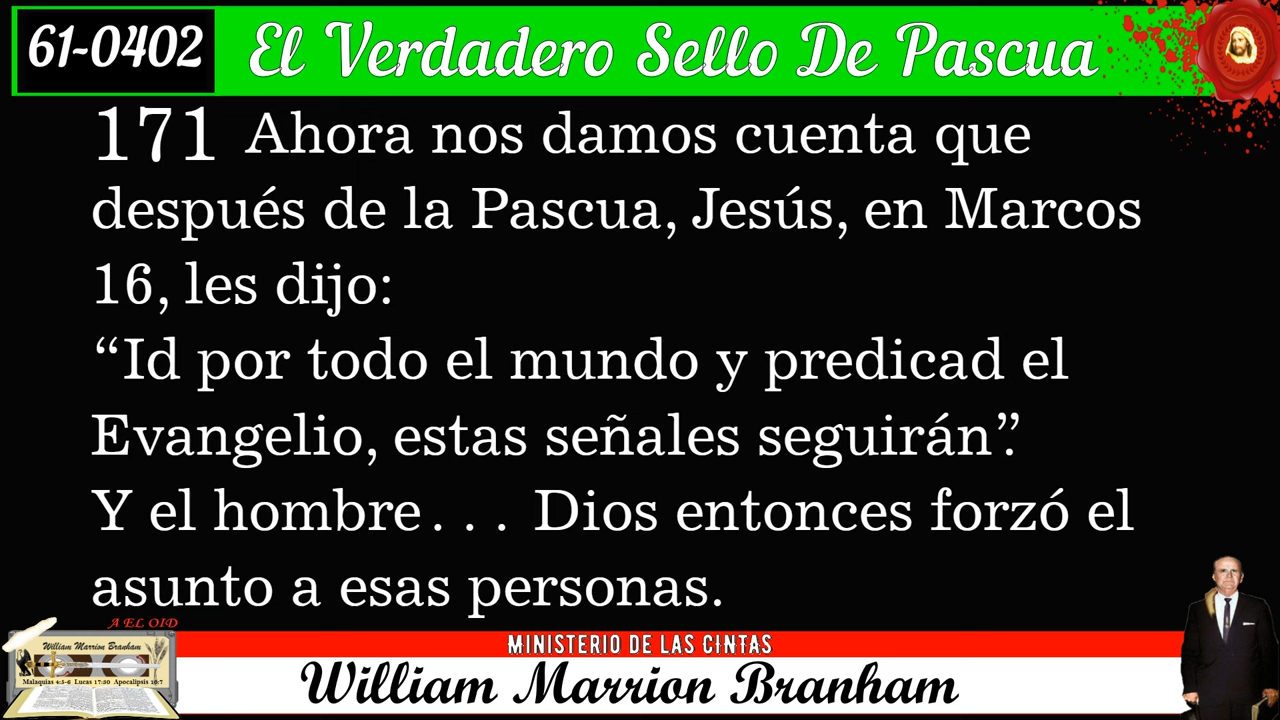 61-0402 El Verdadero Sello De Pascua
171 Ahora nos damos cuenta que
después de la Pascua, Jesús, en Marcos
16, les dijo:
“Id por todo el mundo y predicad el
Evangelio, estas señales seguirán”.
Y el hombre. . . Dios entonces forzó el
asunto a esas personas.
A EL OID
William Marrion Branham
Malaquias 4:5-6 Lucas 17:30 Apocalipsis 10:7
MINISTERIO DE LAS CINTAS
William Marrion Branham